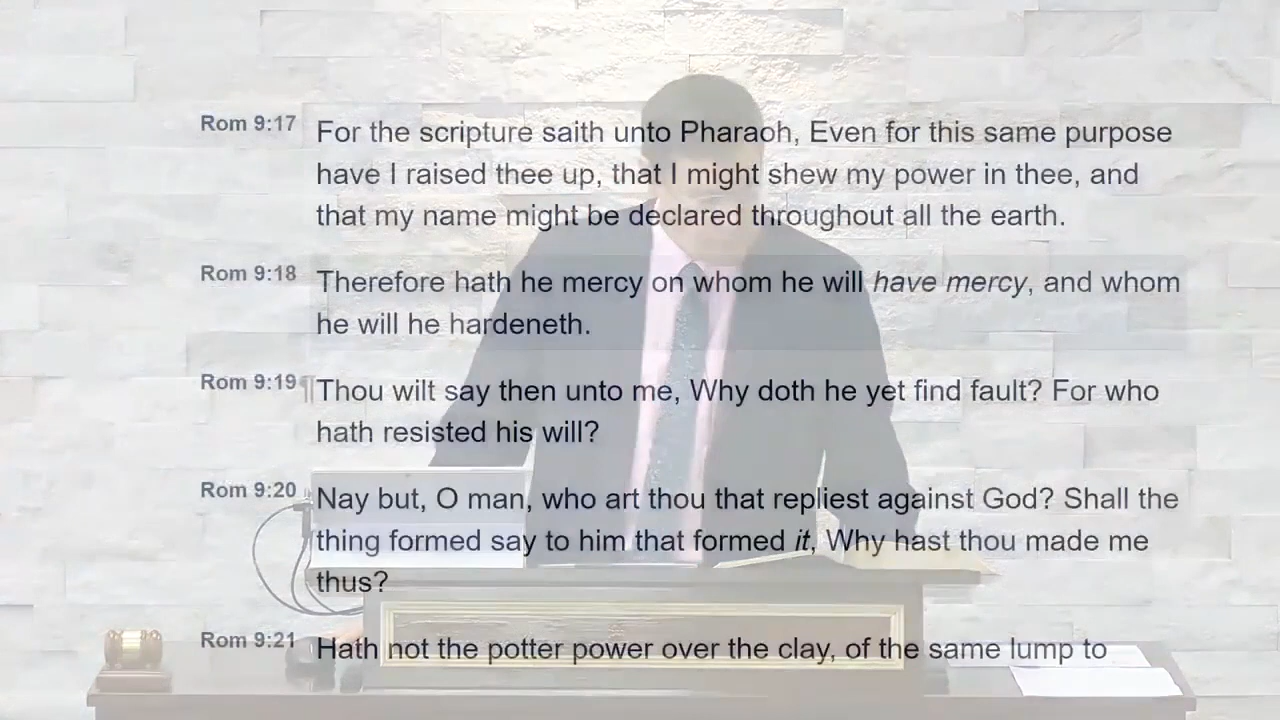 Rom 9:17 For the scripture saith unto Pharaoh, Even for this same purpose
have I raised thee up, that I might shew my power in thee, and
that my name might be declared throughout all the earth.
Rom 9:18 Therefore hath he mercy on whom he will have mercy, and whom
he will he hardeneth.
Rom 9:19 ¶Thou wilt say then unto me, Why doth he yet find fault? For who
hath resisted his will?
Rom 9:20 Nay but, O man, who art thou that repliest against God? Shall the
thing formed say to him that formed it, Why hast thou made me
thus?
Rom 9:21 Hath not the potter power over the clay, of the same lump to